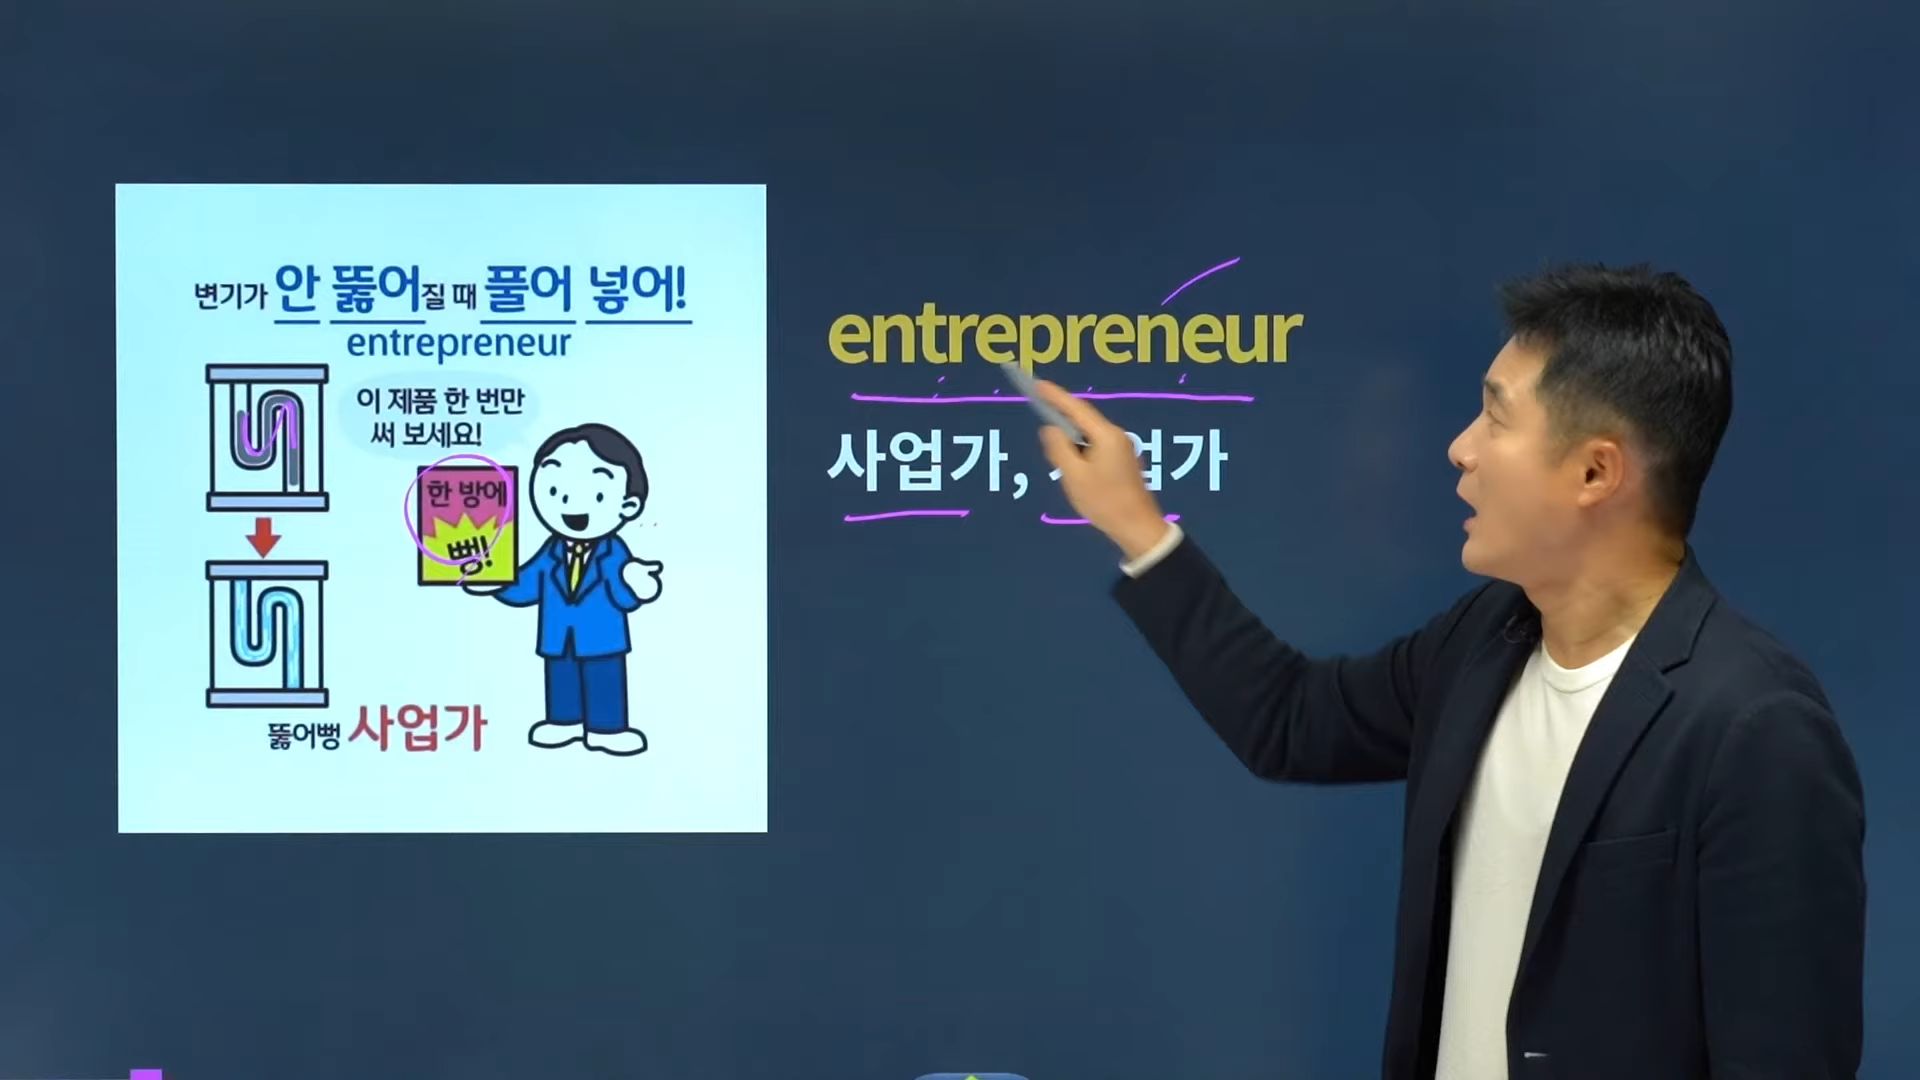 변기가 안 뚫어질 때 풀어 넣어!
entrepreneur
이 제품 한 번만
써 보세요!
한 방에
뻥!
뚫어뻥 사업가
entrepreneur
사업가,